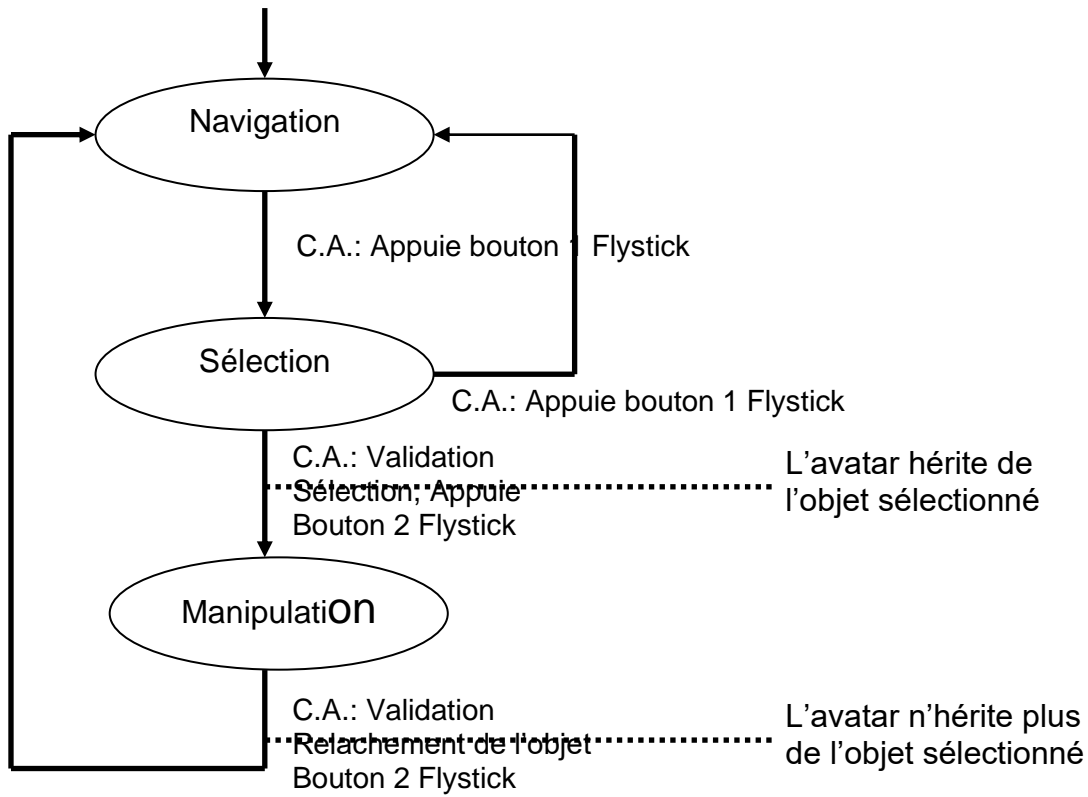 Navigation
C.A.: Appuie bouton 1 Flystick
Sélection
C.A.: Appuie bouton 1 Flystick
C.A.: Validation
Sélection; Appuie
Bouton 2 Flystick
L’avatar hérite de
l’objet sélectionné
Manipulation
C.A.: Validation
Relachement de l’objet
Bouton 2 Flystick
L’avatar n’hérite plus
de l’objet sélectionné